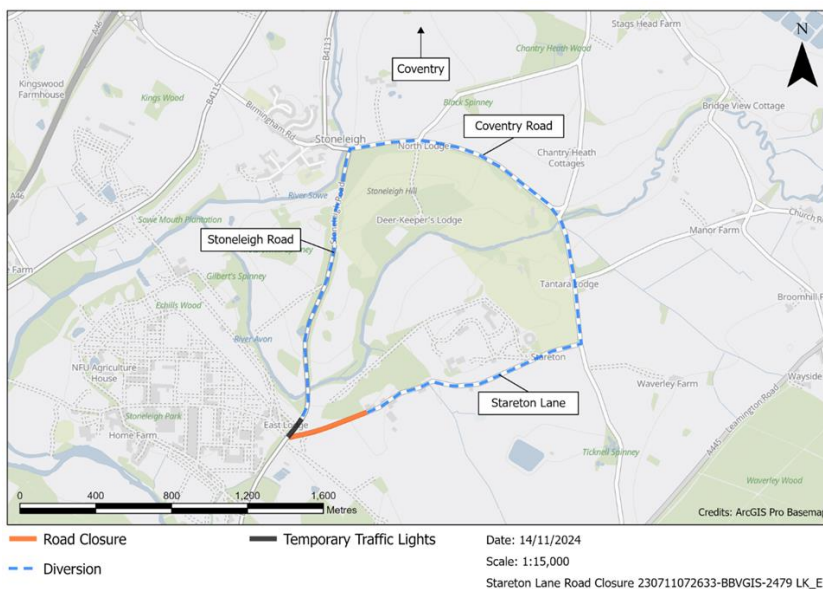 A46
B4115
B4113
Coventry
N
Stags Head Farm
Chantry Heath Wood
Kingswood
Farmhouse
Kings Wood
Birmingham Rd
Black Spinney
Bridge View Cottage
Stoneleigh
North Lodge
Coventry Road
Chantry Heath
Cottages
River Sowe
Stoneleigh Hill
Sowe Mouth Plantation
Deer-Keeper's Lodge
Church R
A46
Stoneleigh Road
Manor Farm
e Farm
Spinney
Gilbert's Spinney
Tantara Lodge
Exhills Wood
Broomhill F
River Avon
NFU Agriculture
House
Stareton
Waverley Farm
Wayside
Stoneleigh Park
Stareton Lane
East Lodge
Home Farm
A445
Leamington Road
Ticknell Spinney
Waverley Wood
0 400 800 1,200 1,600
Metres
Credits: ArcGIS Pro Basema
Road Closure
Temporary Traffic Lights
Date: 14/11/2024
Diversion
Scale: 1:15,000
Stareton Lane Road Closure 230711072633-BBVGIS-2479 LK_E